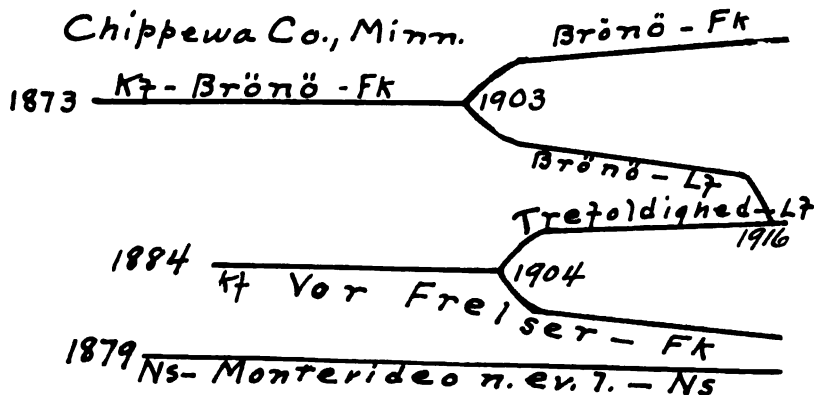 Chippewa Co., Minn.
Brönö - Fk
1873 Kf - Brönö - Fk 1903
Brönö - Lf
Trefoldighed - Lf
1916
1884 Kf Vor Frelser - Fk 1904
1879 Ns - Montevideo n. ev. l. - Ns